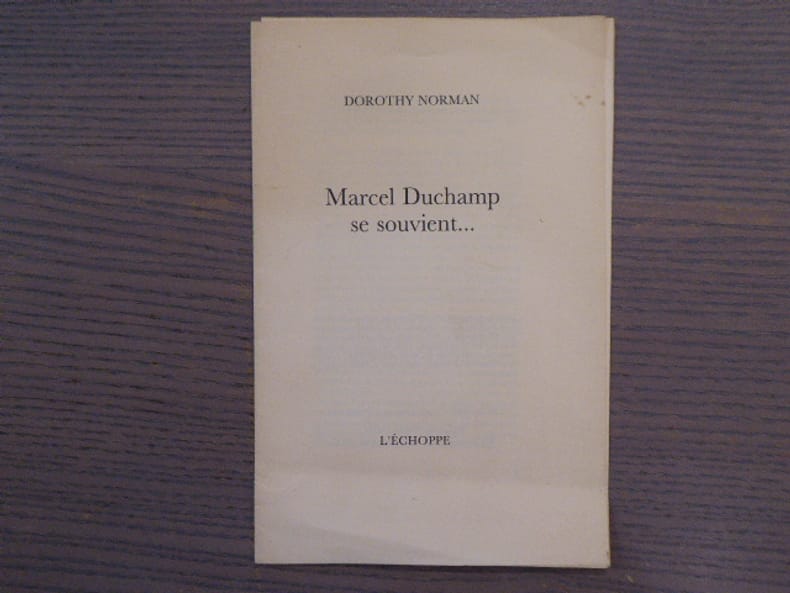 DOROTHY NORMAN
Marcel Duchamp
se souvient...
L'ÉCHOPPE